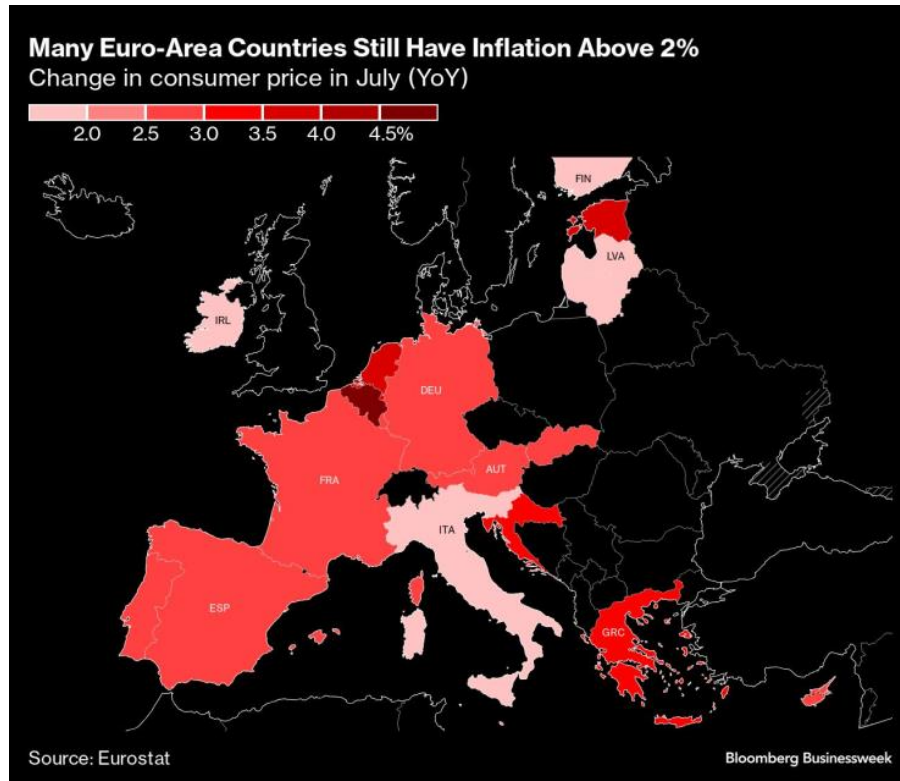 Many Euro-Area Countries Still Have Inflation Above 2%
Change in consumer price in July (YoY)
2.0 2.5 3.0 3.5 4.0 4.5%
FIN
LVA
IRL
DEU
FRA
AUT
ITA
ESP
GRC
Source: Eurostat
Bloomberg Businessweek